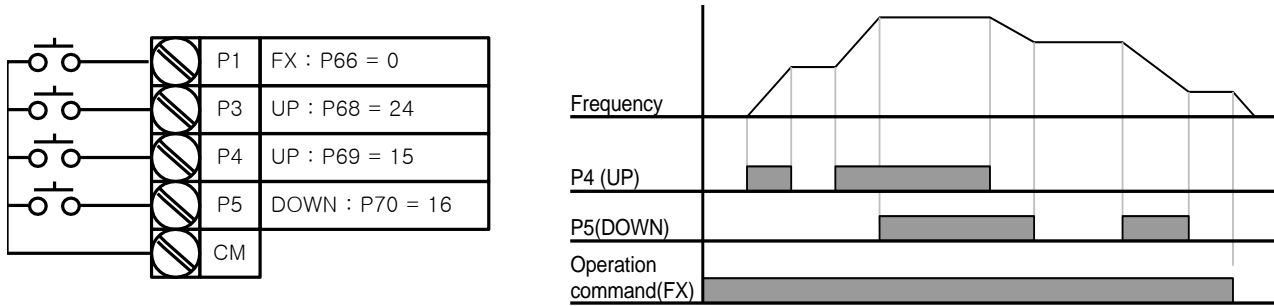 P1 FX : P66 = 0
P3 UP : P68 = 24
P4 UP : P69 = 15
P5 DOWN : P70 = 16
CM
Frequency
P4 (UP)
P5(DOWN)
Operation
command(FX)